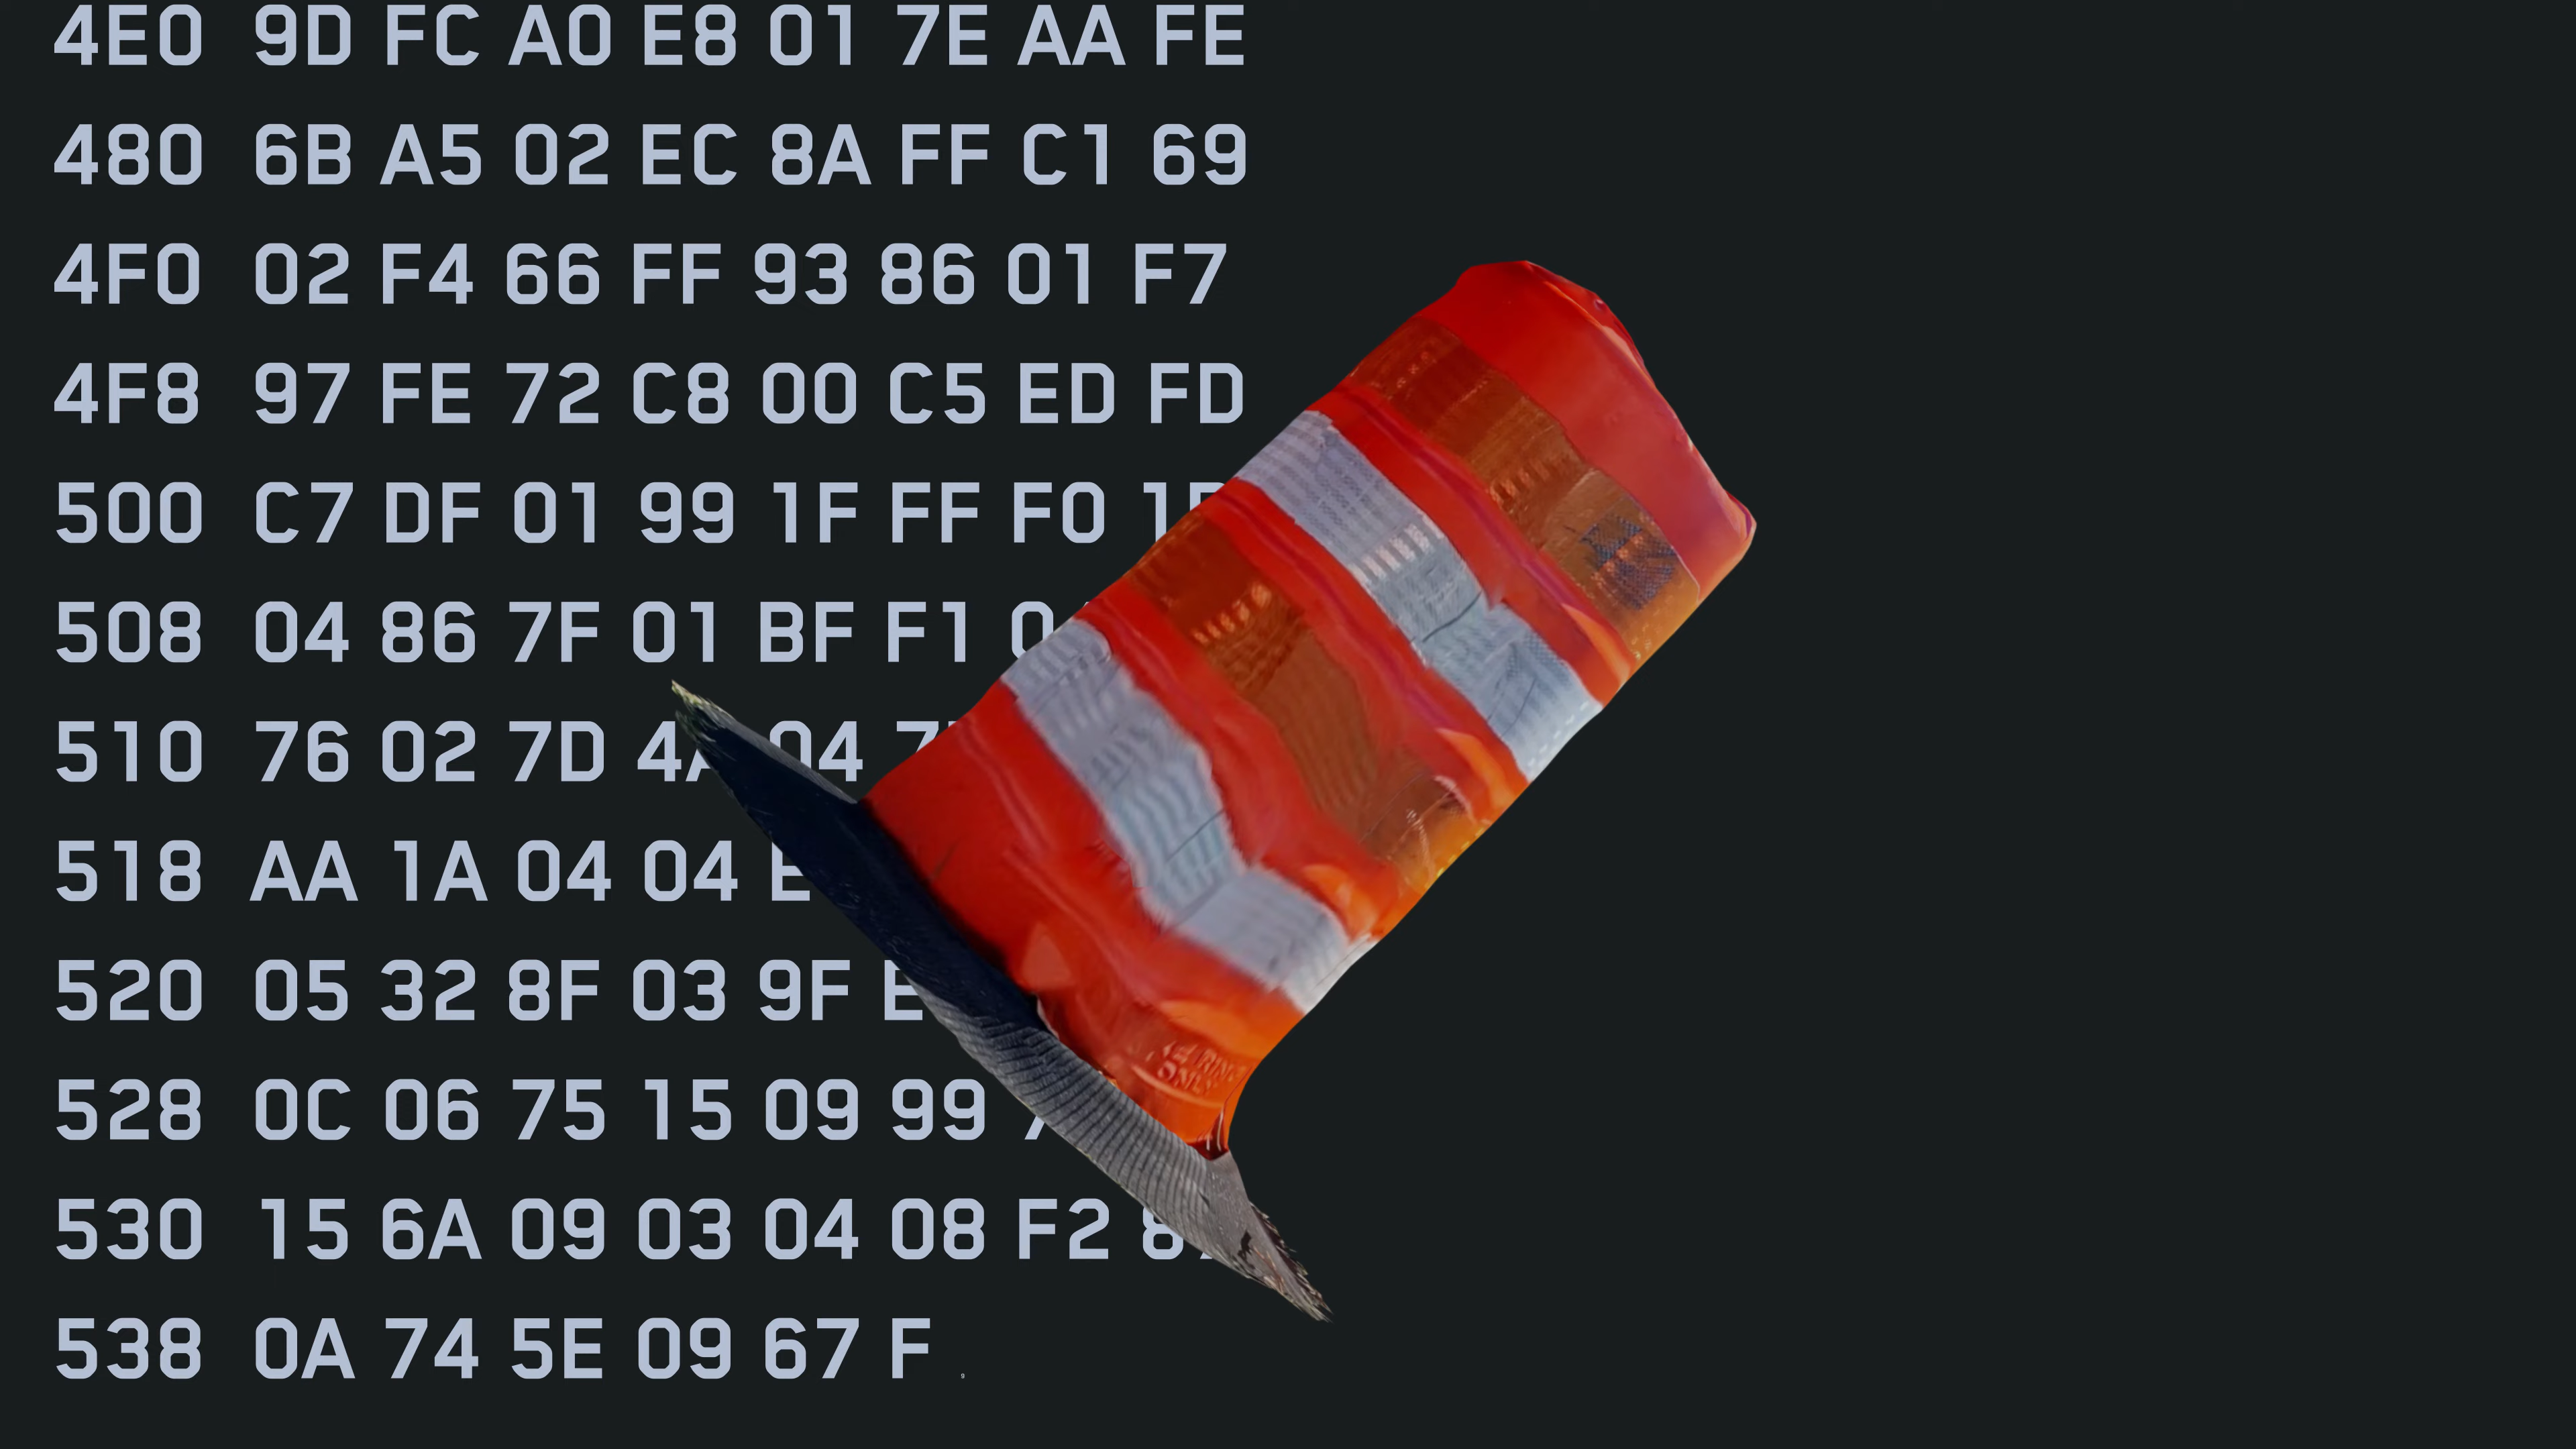 4E0 9D FC A0 E8 01 7E AA FE
480 6B A5 02 EC 8A FF C1 69
4F0 02 F4 66 FF 93 86 01 F7
4F8 97 FE 72 C8 00 C5 ED FD
500 C7 DF 01 99 1F FF F0
508 04 86 7F 01 BF F1
510 76 02 7D 4A 04
518 AA 1A 04 04
520 05 32 8F 03 9F
528 0C 06 75 15 09 99
530 15 6A 09 03 04 08 F2
538 0A 74 5E 09 67 F
ONLY